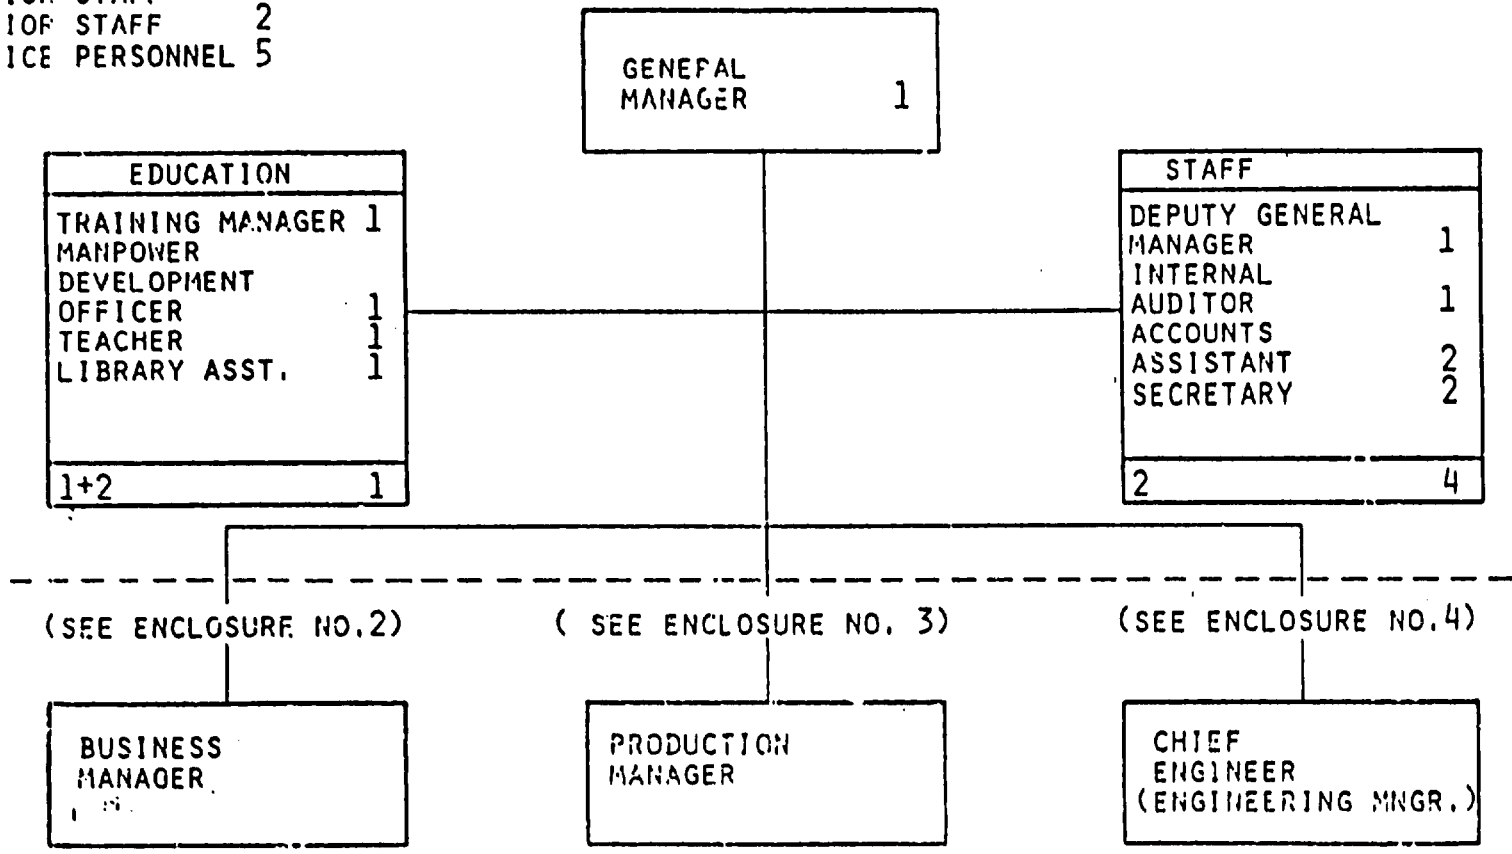 STAFF 2
PERSONNEL 5
GENERAL
MANAGER 1
EDUCATION
TRAINING MANAGER 1
MANPOWER
DEVELOPMENT
OFFICER 1
TEACHER 1
LIBRARY ASST. 1
1+2 1
STAFF
DEPUTY GENERAL
MANAGER 1
INTERNAL
AUDITOR 1
ACCOUNTS
ASSISTANT 2
SECRETARY 2
2 4
(SEE ENCLOSURE NO.2)
( SEE ENCLOSURE NO. 3)
(SEE ENCLOSURE NO.4)
BUSINESS
MANAGER
PRODUCTION
MANAGER
CHIEF
ENGINEER
(ENGINEERING MNGR.)